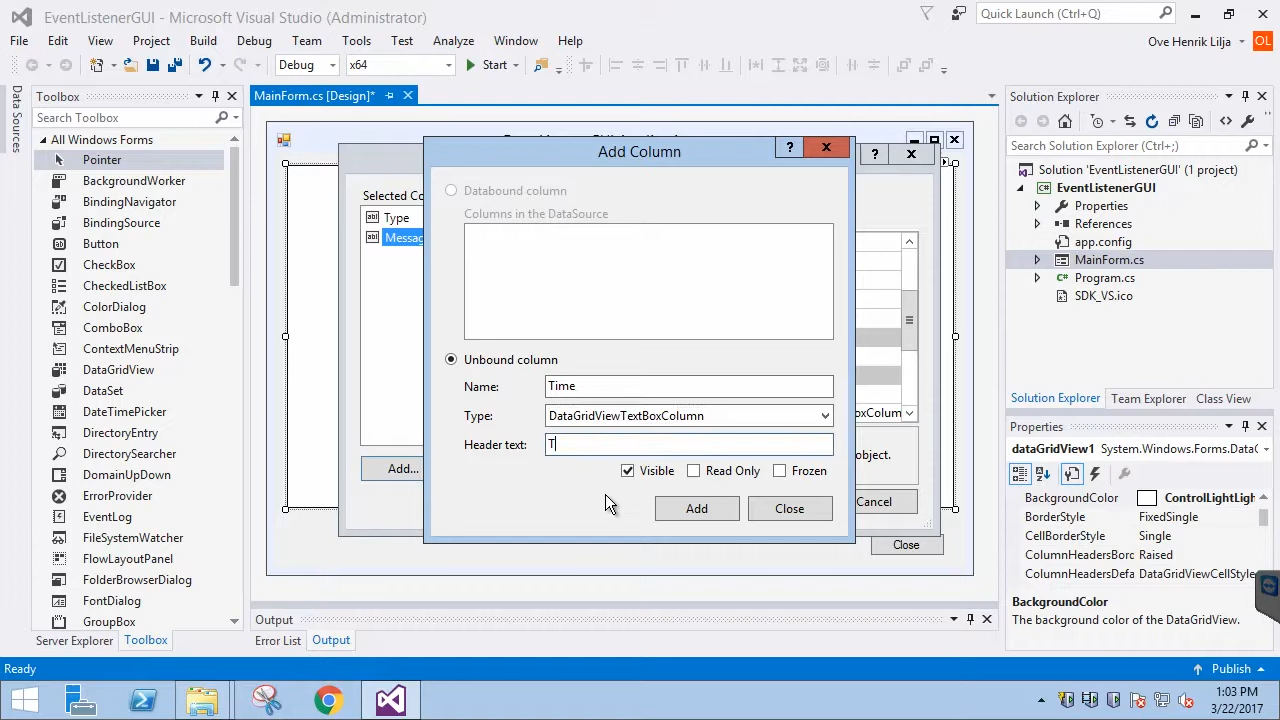 EventListenerGUI - Microsoft Visual Studio (Administrator)
Quick Launch (Ctrl+Q)
File Edit View Project Build Debug Team Tools Test Analyze Window Help
Ove Henrik Lilja OL
Debug x64 Start
Data Sources
Toolbox
Search Toolbox
All Windows Forms
Pointer
BackgroundWorker
BindingNavigator
BindingSource
Button
CheckBox
CheckedListBox
ColorDialog
ComboBox
ContextMenuStrip
DataGridView
DataSet
DateTimePicker
DirectoryEntry
DirectorySearcher
DomainUpDown
ErrorProvider
EventLog
FileSystemWatcher
FlowLayoutPanel
FolderBrowserDialog
FontDialog
GroupBox
Server Explorer Toolbox
MainForm.cs [Design]*
Selected Co
Type
Messag
Add...
Add Column
?
?
Databound column
Columns in the DataSource
Unbound column
Name: Time
Type: DataGridViewTextBoxColumn
Header text: T
Visible Read Only Frozen
Add Close
oxColum
object.
Cancel
Close
Output
Error List Output
Solution Explorer
Search Solution Explorer (Ctrl+;)
Solution 'EventListenerGUI' (1 project)
EventListenerGUI
Properties
References
app.config
MainForm.cs
Program.cs
SDK_VS.ico
Solution Explorer Team Explorer Class View
Properties
dataGridView1 System.Windows.Forms.Data
BackgroundColor ControlLightLigh
BorderStyle FixedSingle
CellBorderStyle Single
ColumnHeadersBorc Raised
ColumnHeadersDefa DataGridViewCellStyle
BackgroundColor
The background color of the DataGridView.
Ready
Publish
1:03 PM
3/22/2017